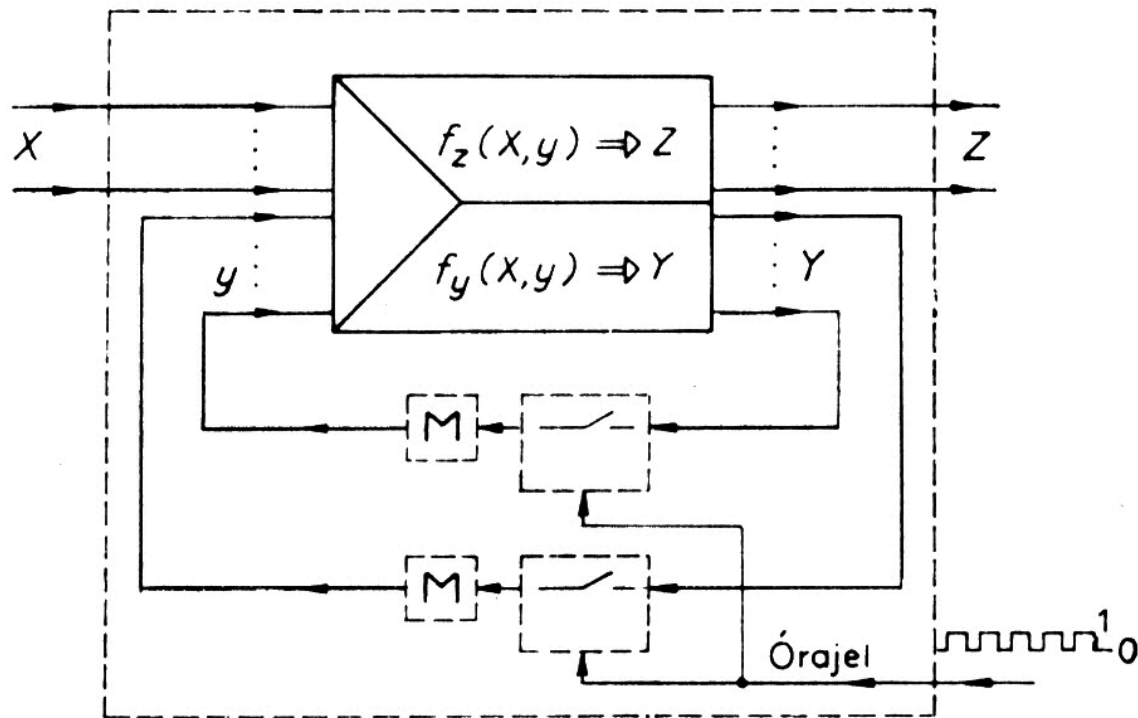 X
f_z(X,y) ⇒ Z
Z
y
f_y(X,y) ⇒ Y
Y
M
M
Órajel
1
0